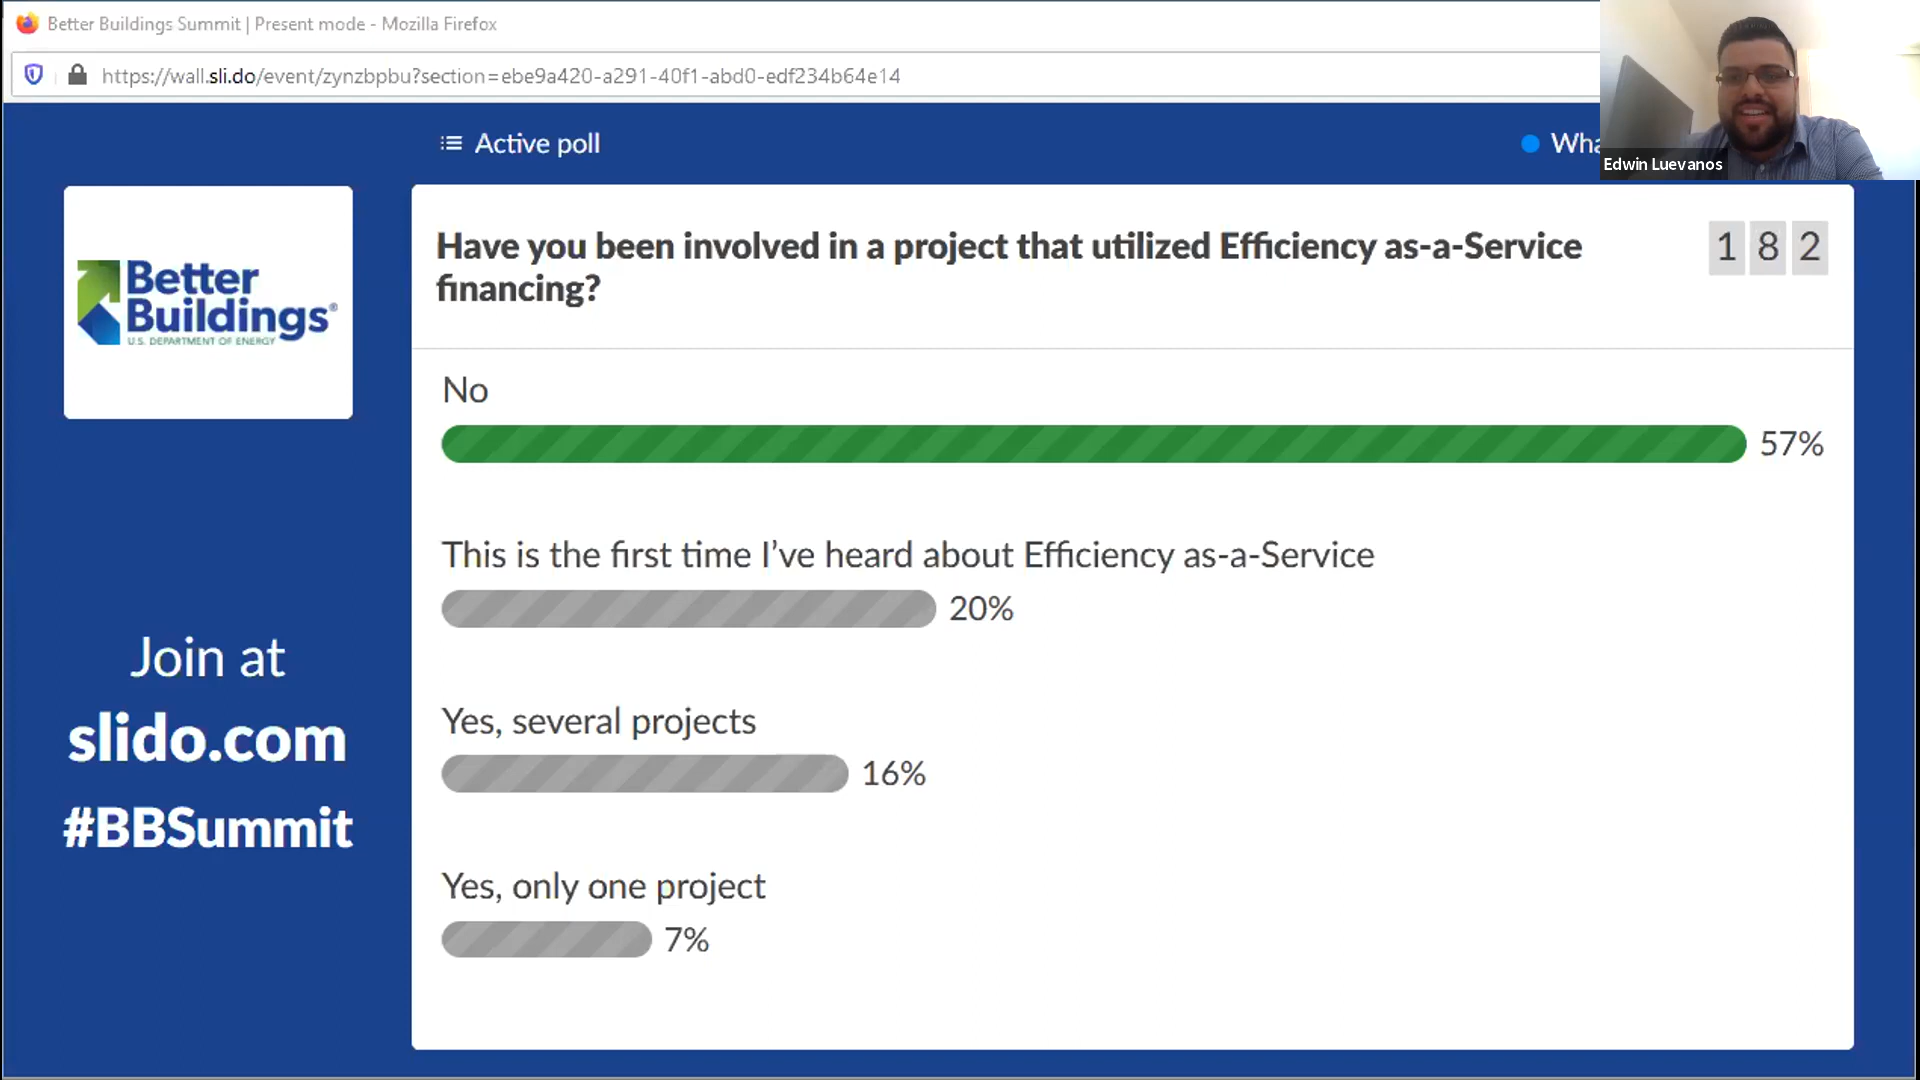 Better Buildings Summit | Present mode - Mozilla Firefox
https://wall.sli.do/event/zynzbpbu?section=ebe9a420-a291-40f1-abd0-edf234b64e14
Edwin Luevanos
Active poll
Wha
Better
Buildings®
U.S. DEPARTMENT OF ENERGY
Join at
slido.com
#BBSummit
Have you been involved in a project that utilized Efficiency as-a-Service
financing?
182
No
57%
This is the first time I’ve heard about Efficiency as-a-Service
20%
Yes, several projects
16%
Yes, only one project
7%